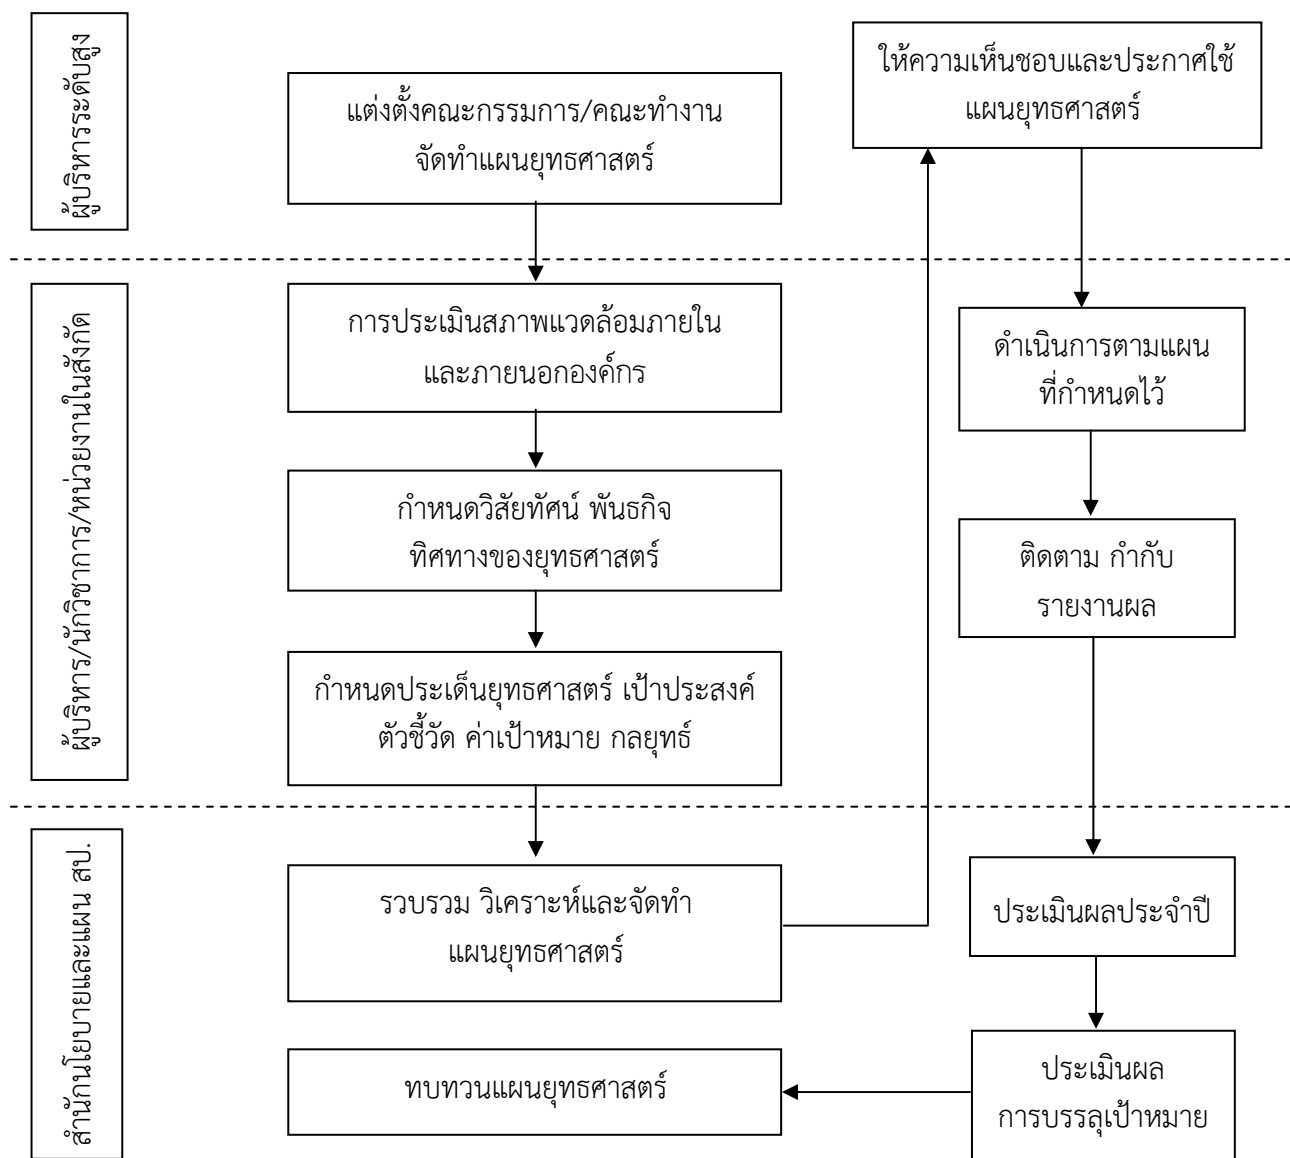 ผู้บริหารระดับสูง
แต่งตั้งคณะกรรมการ/คณะทำงาน
จัดทำแผนยุทธศาสตร์
ให้ความเห็นชอบและประกาศใช้
แผนยุทธศาสตร์
ผู้บริหาร/นักวิชาการ/หน่วยงานในสังกัด
การประเมินสภาพแวดล้อมภายใน
และภายนอกองค์กร
กำหนดวิสัยทัศน์ พันธกิจ
ทิศทางของยุทธศาสตร์
กำหนดประเด็นยุทธศาสตร์ เป้าประสงค์
ตัวชี้วัด ค่าเป้าหมาย กลยุทธ์
ดำเนินการตามแผน
ที่กำหนดไว้
ติดตาม กำกับ
รายงานผล
สำนักนโยบายและแผน สป.
รวบรวม วิเคราะห์และจัดทำ
แผนยุทธศาสตร์
ประเมินผลประจำปี
ทบทวนแผนยุทธศาสตร์
ประเมินผล
การบรรลุเป้าหมาย